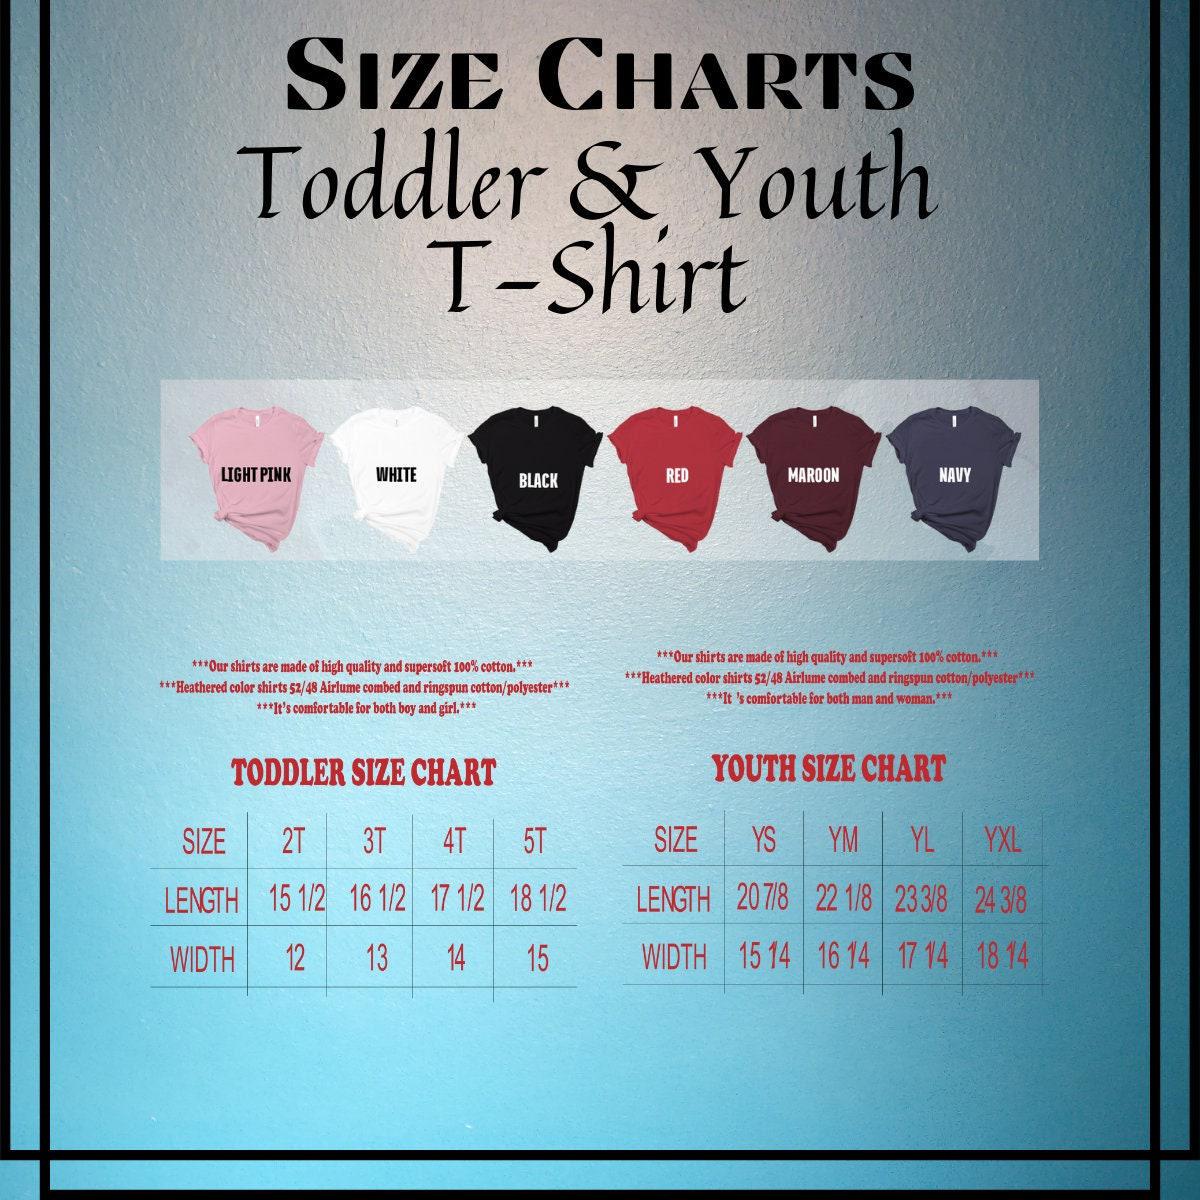 SIZE CHARTS
Toddler & Youth
T-Shirt
LIGHT PINK
WHITE
BLACK
RED
MAROON
NAVY
***Our shirts are made of high quality and supersoft 100% cotton.***
***Heathered color shirts 52/48 Airlume combed and ringspun cotton/polyester***
***It's comfortable for both boy and girl.***
***Our shirts are made of high quality and supersoft 100% cotton.***
***Heathered color shirts 52/48 Airlume combed and ringspun cotton/polyester***
***It 's comfortable for both man and woman.***
TODDLER SIZE CHART
SIZE 2T 3T 4T 5T
LENGTH 15 1/2 16 1/2 17 1/2 18 1/2
WIDTH 12 13 14 15
YOUTH SIZE CHART
SIZE YS YM YL YXL
LENGTH 20 7/8 22 1/8 23 3/8 24 3/8
WIDTH 15 1/4 16 1/4 17 1/4 18 1/4